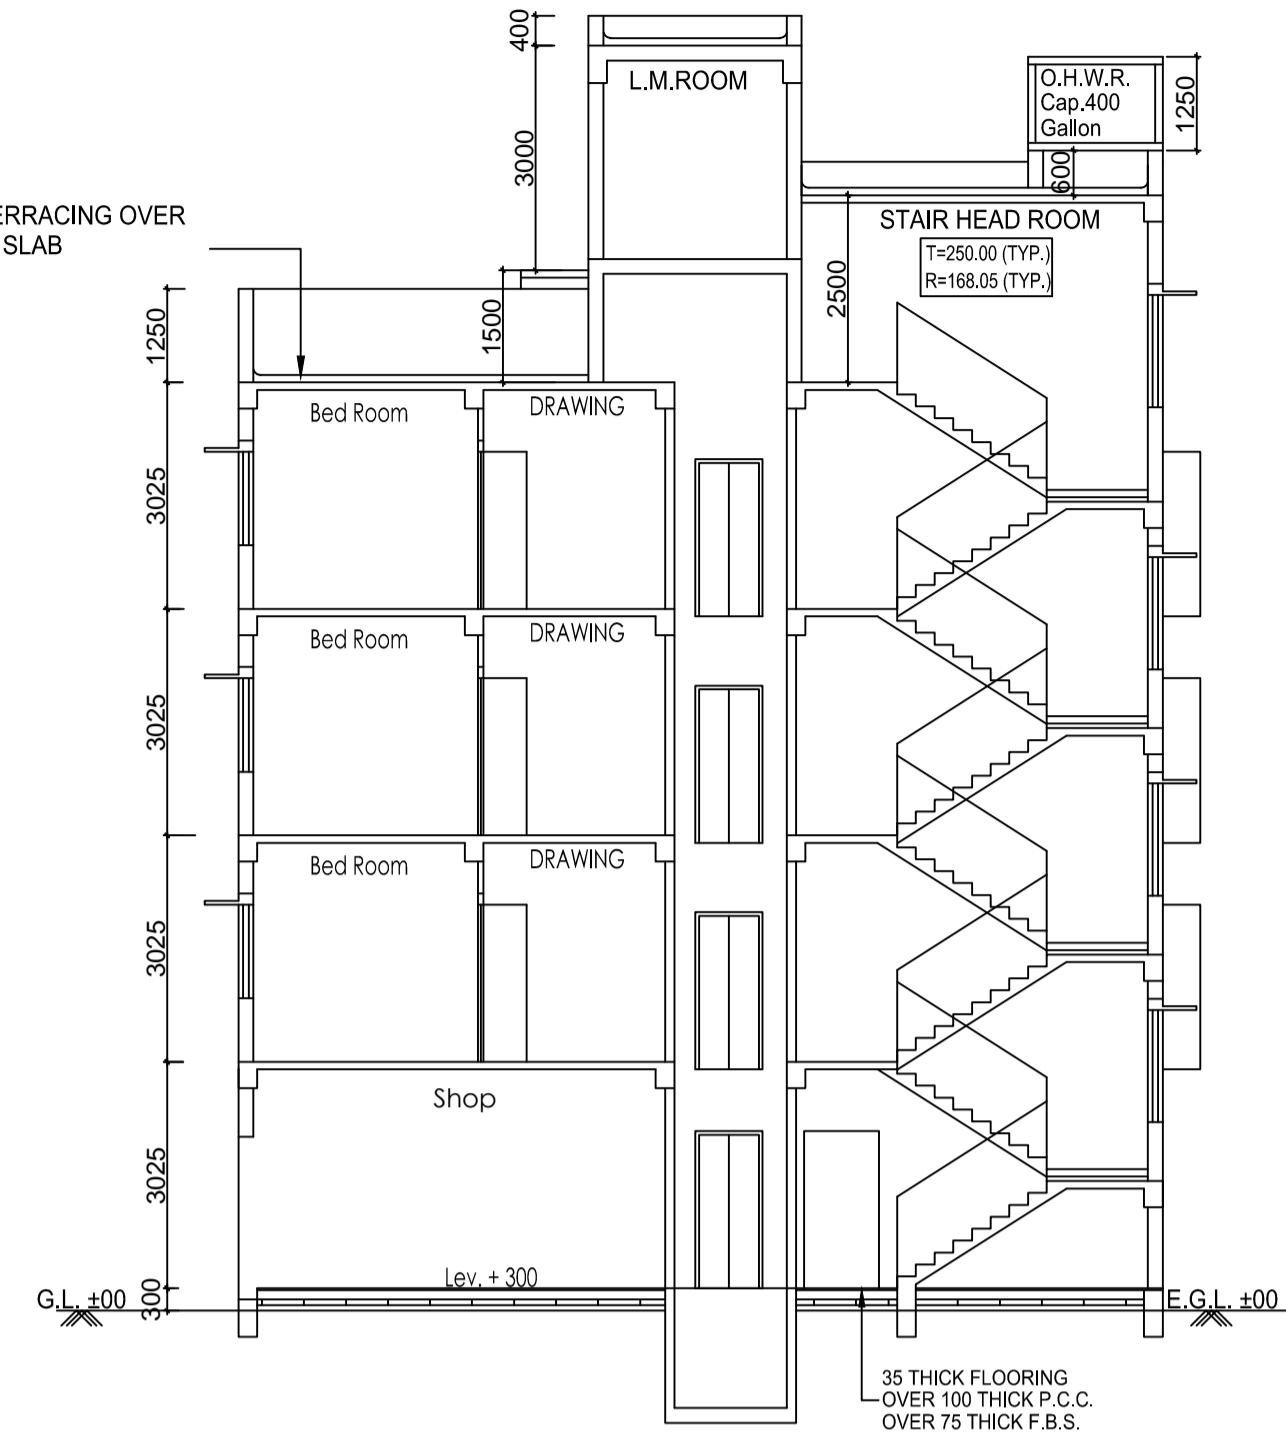 400
L.M.ROOM
O.H.W.R.
Cap.400
Gallon
1250
3000
600
ERRACING OVER
SLAB
STAIR HEAD ROOM
T=250.00 (TYP.)
R=168.05 (TYP.)
2500
1500
1250
Bed Room
DRAWING
3025
Bed Room
DRAWING
3025
Bed Room
DRAWING
3025
Shop
3025
Lev. + 300
G.L. ±00
300
E.G.L. ±00
35 THICK FLOORING
OVER 100 THICK P.C.C.
OVER 75 THICK F.B.S.